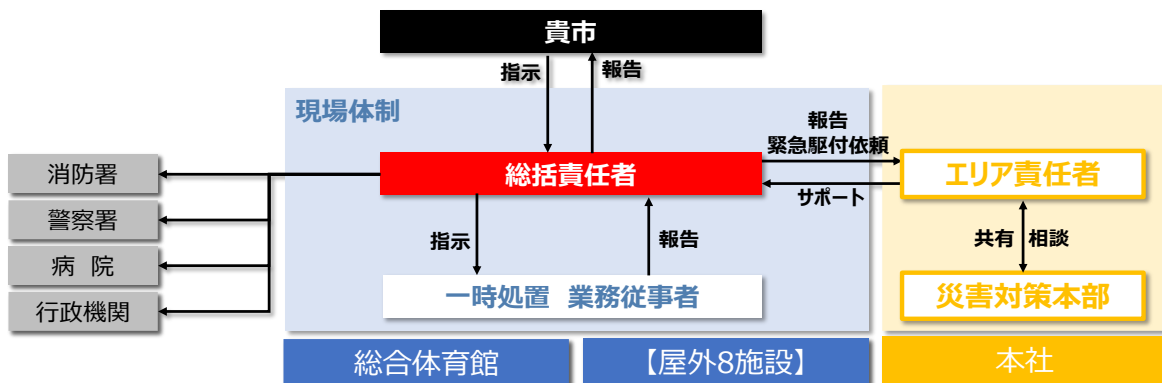 貴市
指示
報告
現場体制
報告
緊急駆付依頼
総括責任者
エリア責任者
サポート
消防署
警察署
病 院
行政機関
指示
報告
共有
相談
一時処置 業務従事者
災害対策本部
総合体育館
【屋外8施設】
本社